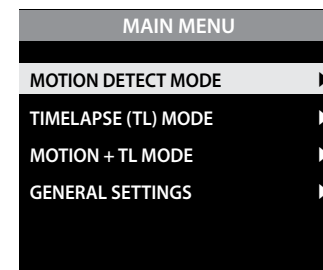 MAIN MENU
MOTION DETECT MODE
TIMELAPSE (TL) MODE
MOTION + TL MODE
GENERAL SETTINGS